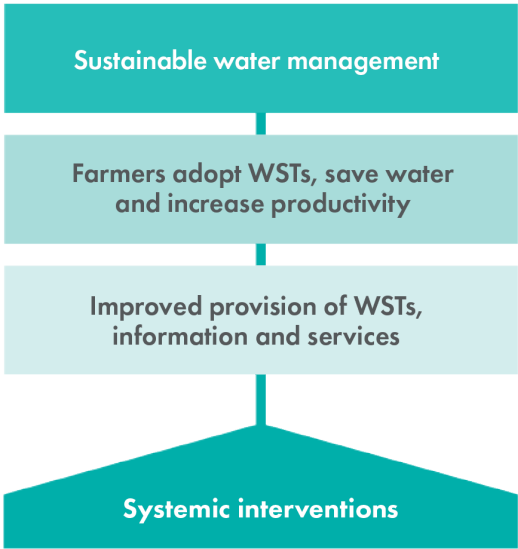 Sustainable water management
Farmers adopt WSTs, save water
and increase productivity
Improved provision of WSTs,
information and services
Systemic interventions